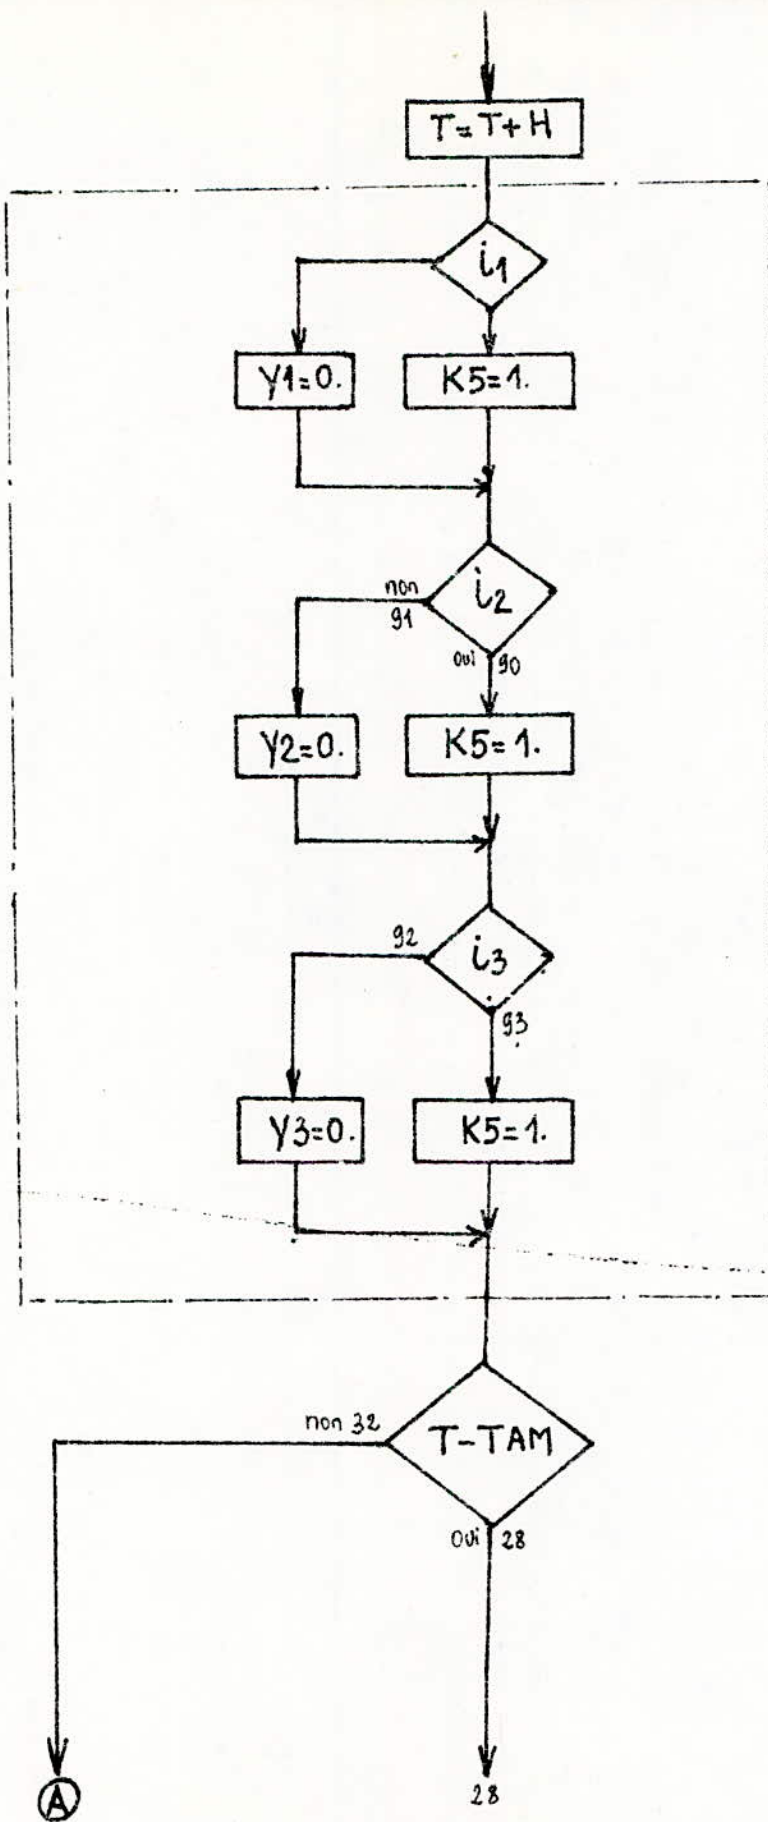 T=T+H
i1
Y1=0.
K5=1.
i2
non
91
oui 90
Y2=0.
K5=1.
i3
92
93
Y3=0.
K5=1.
T-TAM
non 32
oui 28
A
28